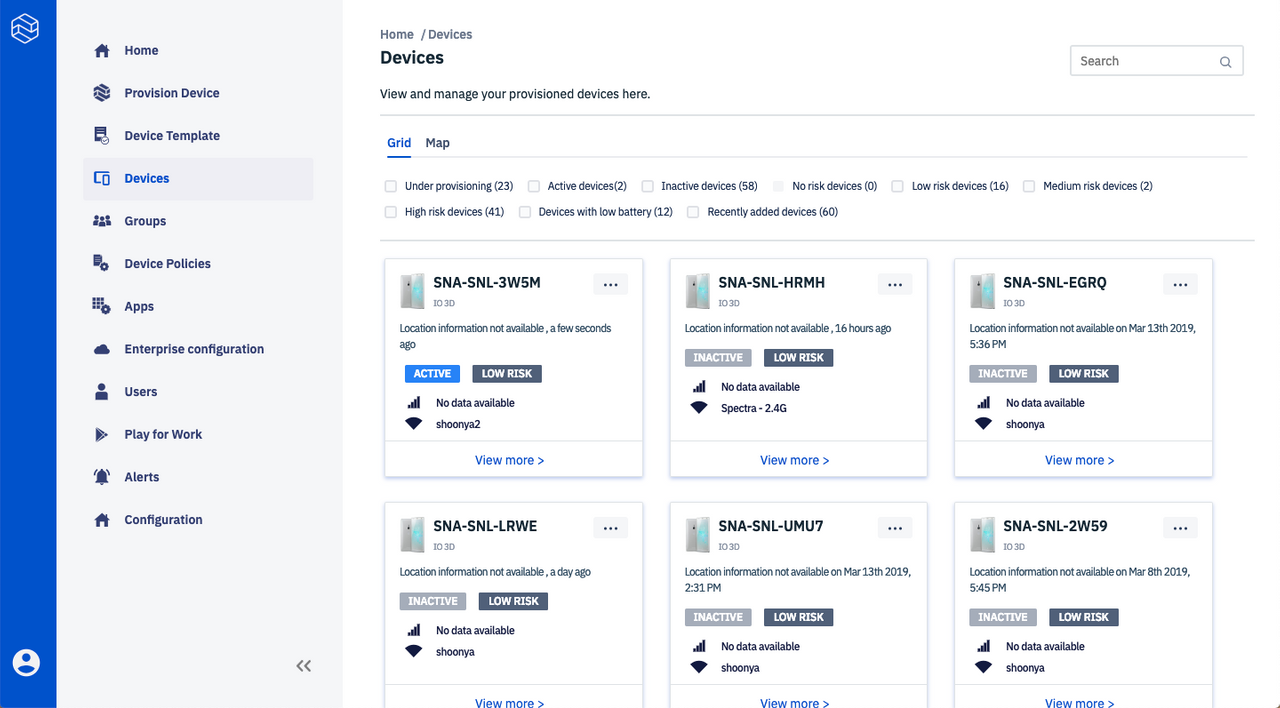 Home
Provision Device
Device Template
Devices
Groups
Device Policies
Apps
Enterprise configuration
Users
Play for Work
Alerts
Configuration
Home / Devices
Devices
Search
View and manage your provisioned devices here.
Grid Map
Under provisioning (23) Active devices(2) Inactive devices (58) No risk devices (0) Low risk devices (16) Medium risk devices (2)
High risk devices (41) Devices with low battery (12) Recently added devices (60)
SNA-SNL-3W5M
IO 3D
Location information not available , a few seconds
ago
ACTIVE LOW RISK
No data available
shoonya2
View more >
SNA-SNL-HRMH
IO 3D
Location information not available , 16 hours ago
INACTIVE LOW RISK
No data available
Spectra - 2.4G
View more >
SNA-SNL-EGRQ
IO 3D
Location information not available on Mar 13th 2019,
5:36 PM
INACTIVE LOW RISK
No data available
shoonya
View more >
SNA-SNL-LRWE
IO 3D
Location information not available , a day ago
INACTIVE LOW RISK
No data available
shoonya
View more >
SNA-SNL-UMU7
IO 3D
Location information not available on Mar 13th 2019,
2:31 PM
INACTIVE LOW RISK
No data available
shoonya
View more >
SNA-SNL-2W59
IO 3D
Location information not available on Mar 8th 2019,
5:45 PM
INACTIVE LOW RISK
No data available
shoonya
View more >